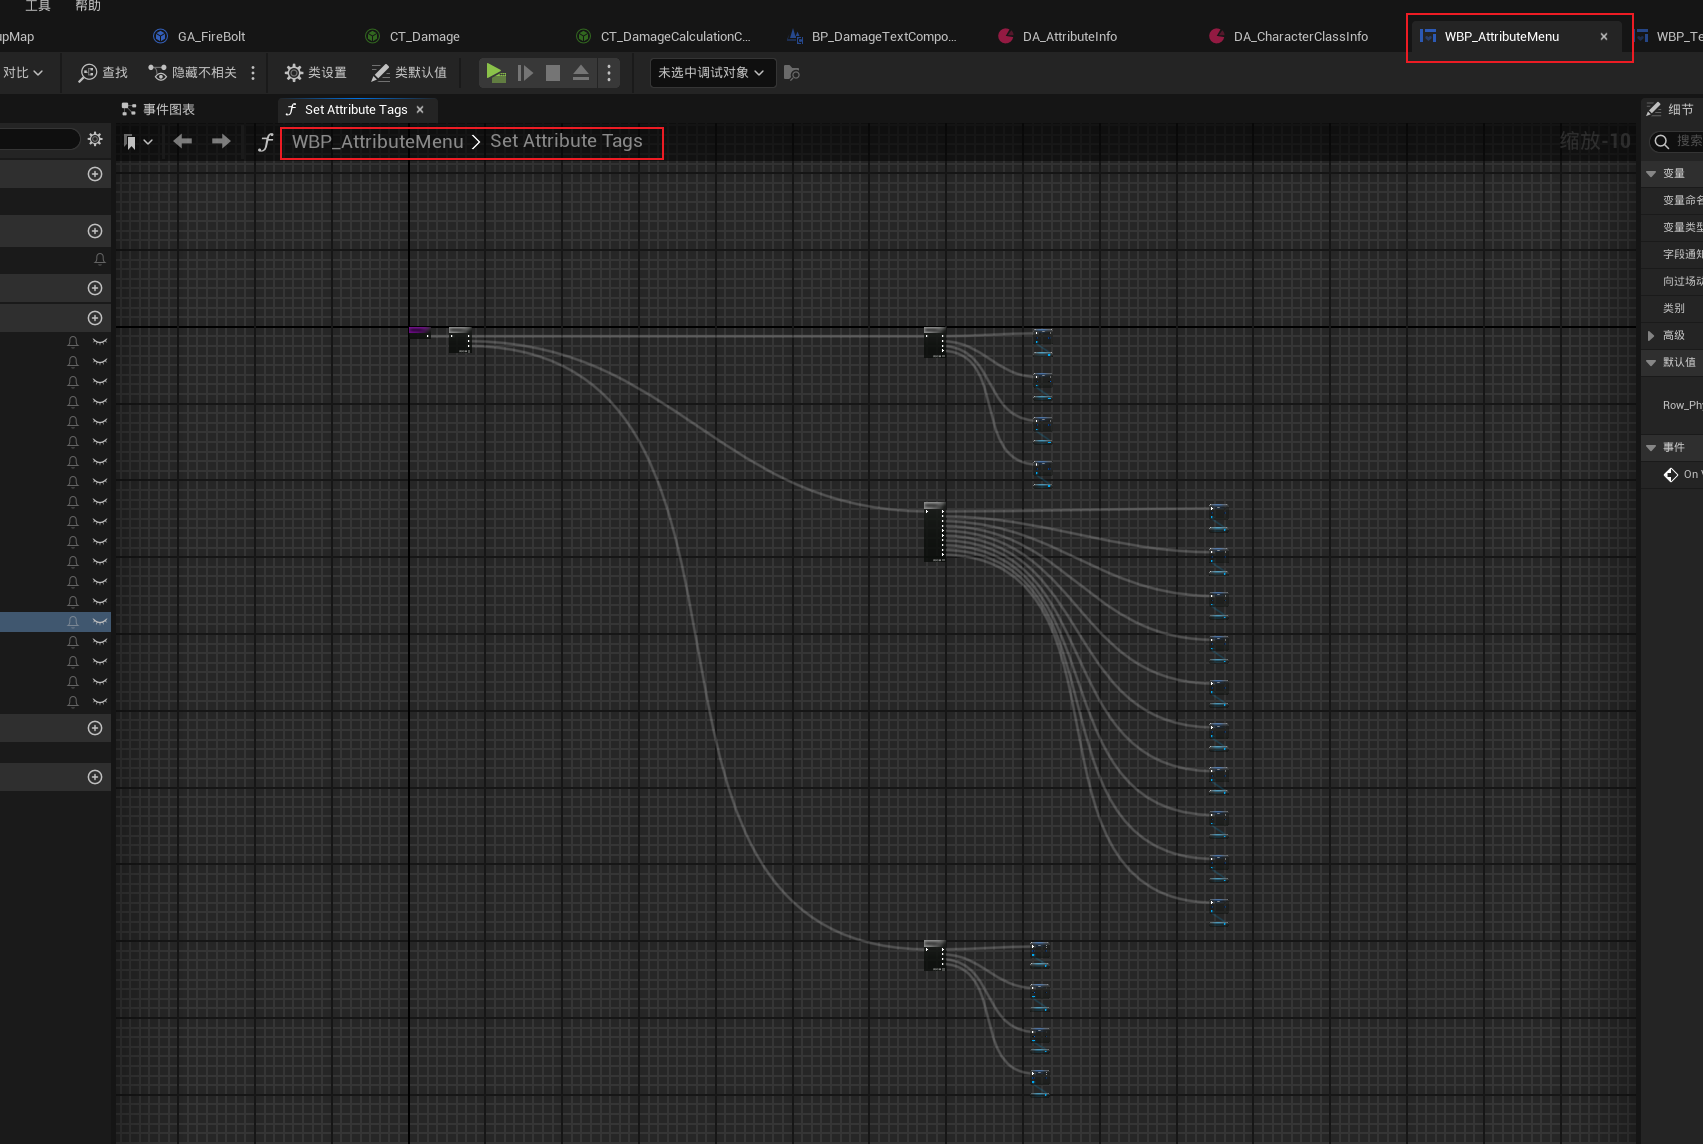 工具 帮助
upMap GA_FireBolt CT_Damage CT_DamageCalculationC... BP_DamageTextCompo... DA_AttributeInfo DA_CharacterClassInfo WBP_AttributeMenu WBP_Te
对比 查找 隐藏不相关 类设置 类默认值 未选中调试对象
事件图表 Set Attribute Tags 细节
WBP_AttributeMenu > Set Attribute Tags 缩放-10 搜索
变量
变量命名
变量类型
字段通知
向过场动
类别
高级
默认值
Row_Phy
事件
On V